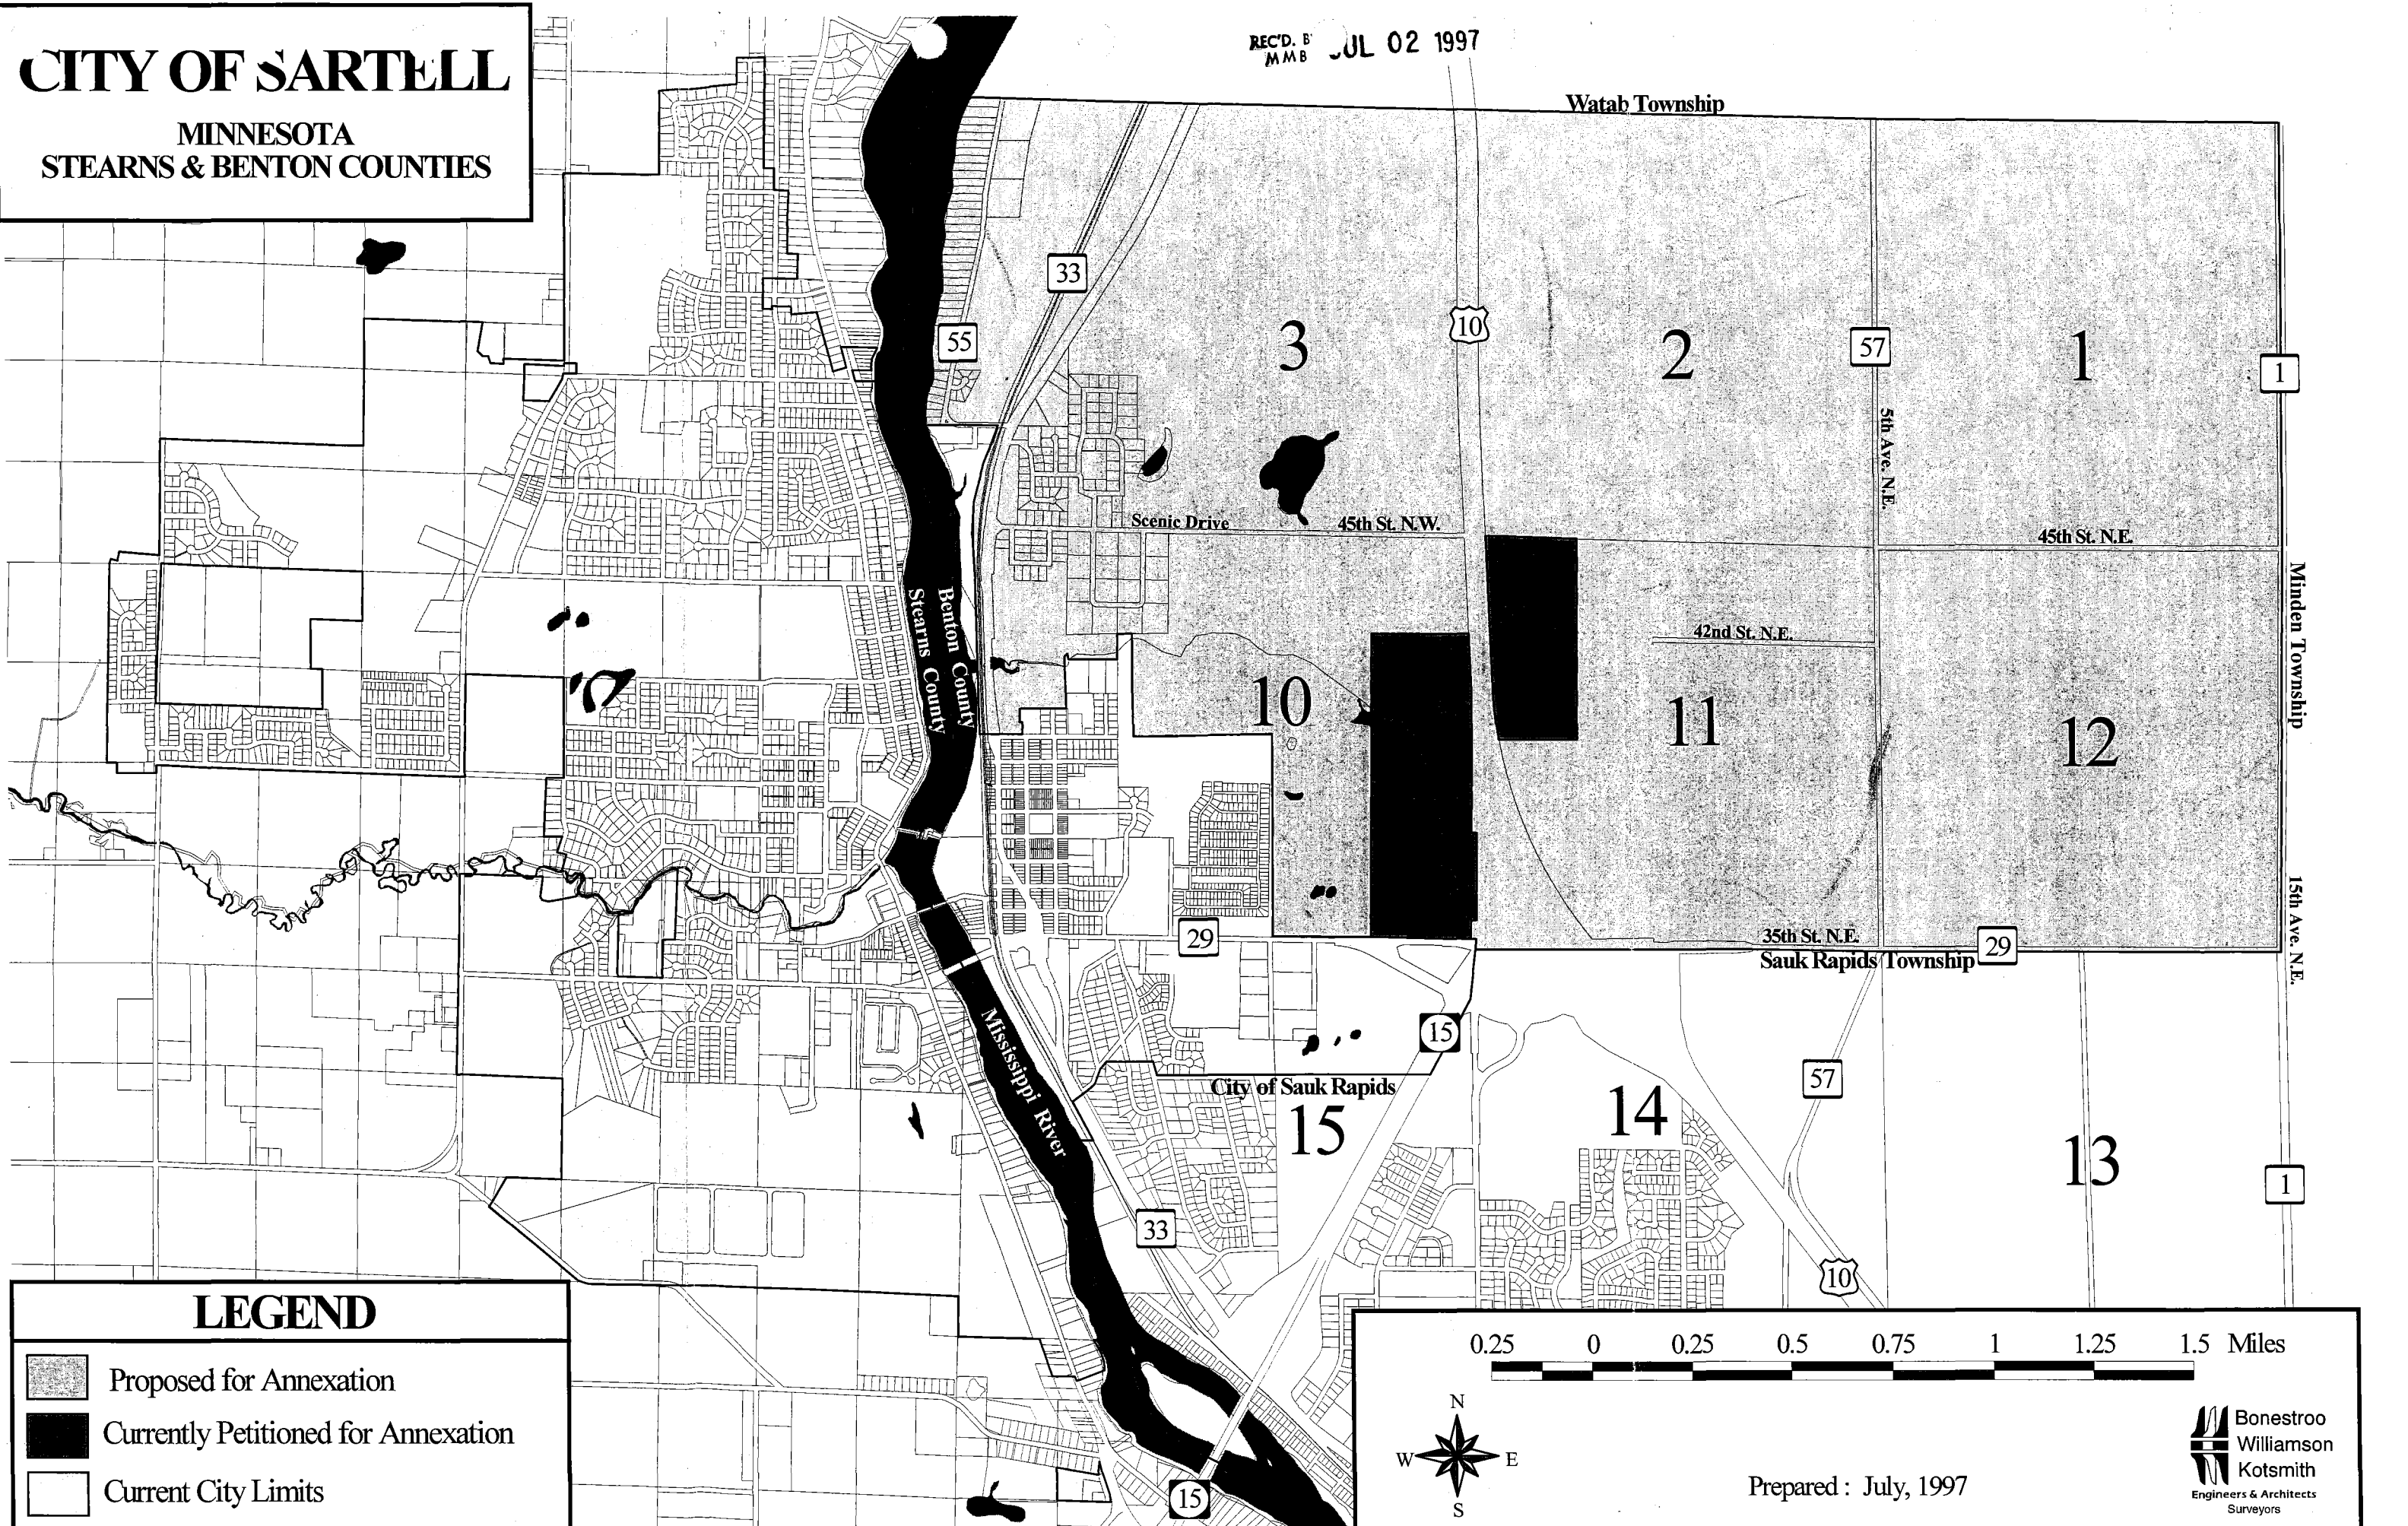 CITY OF SARTELL
MINNESOTA
STEARNS & BENTON COUNTIES
REC'D. B
MMB
JUL 02 1997
Watab Township
33
55
3
10
2
57
1
1
5th Ave. N.E.
Scenic Drive
45th St. N.W.
45th St. N.E.
Minden Township
Benton County
Stearns County
42nd St. N.E.
10
11
12
29
35th St. N.E.
29
Sauk Rapids Township
15th Ave. N.E.
Mississippi River
15
City of Sauk Rapids
15
14
57
13
1
33
10
15
LEGEND
Proposed for Annexation
Currently Petitioned for Annexation
Current City Limits
0.25 0 0.25 0.5 0.75 1 1.25 1.5 Miles
N
W E
S
Prepared : July, 1997
Bonestroo
Williamson
Kotsmith
Engineers & Architects
Surveyors